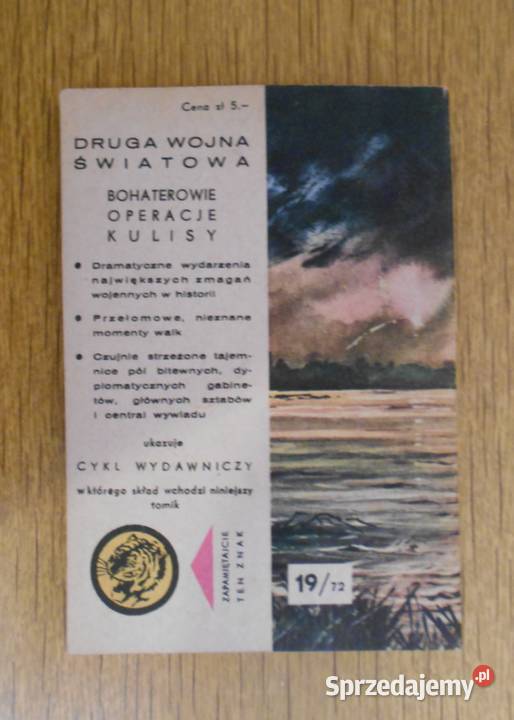 Cena zł 5.–
DRUGA WOJNA
ŚWIATOWA
BOHATEROWIE
OPERACJE
KULISY
● Dramatyczne wydarzenia
największych zmagań
wojennych w historii
● Przełomowe, nieznane
momenty walk
● Czujnie strzeżone tajem-
nice pól bitewnych, dy-
plomatycznych gabine-
tów, głównych sztabów
i central wywiadu
ukazuje
CYKL WYDAWNICZY
w którego skład wchodzi niniejszy
tomik
ZAPAMIĘTAJCIE
TEN ZNAK
19/72
Sprzedajemy.pl